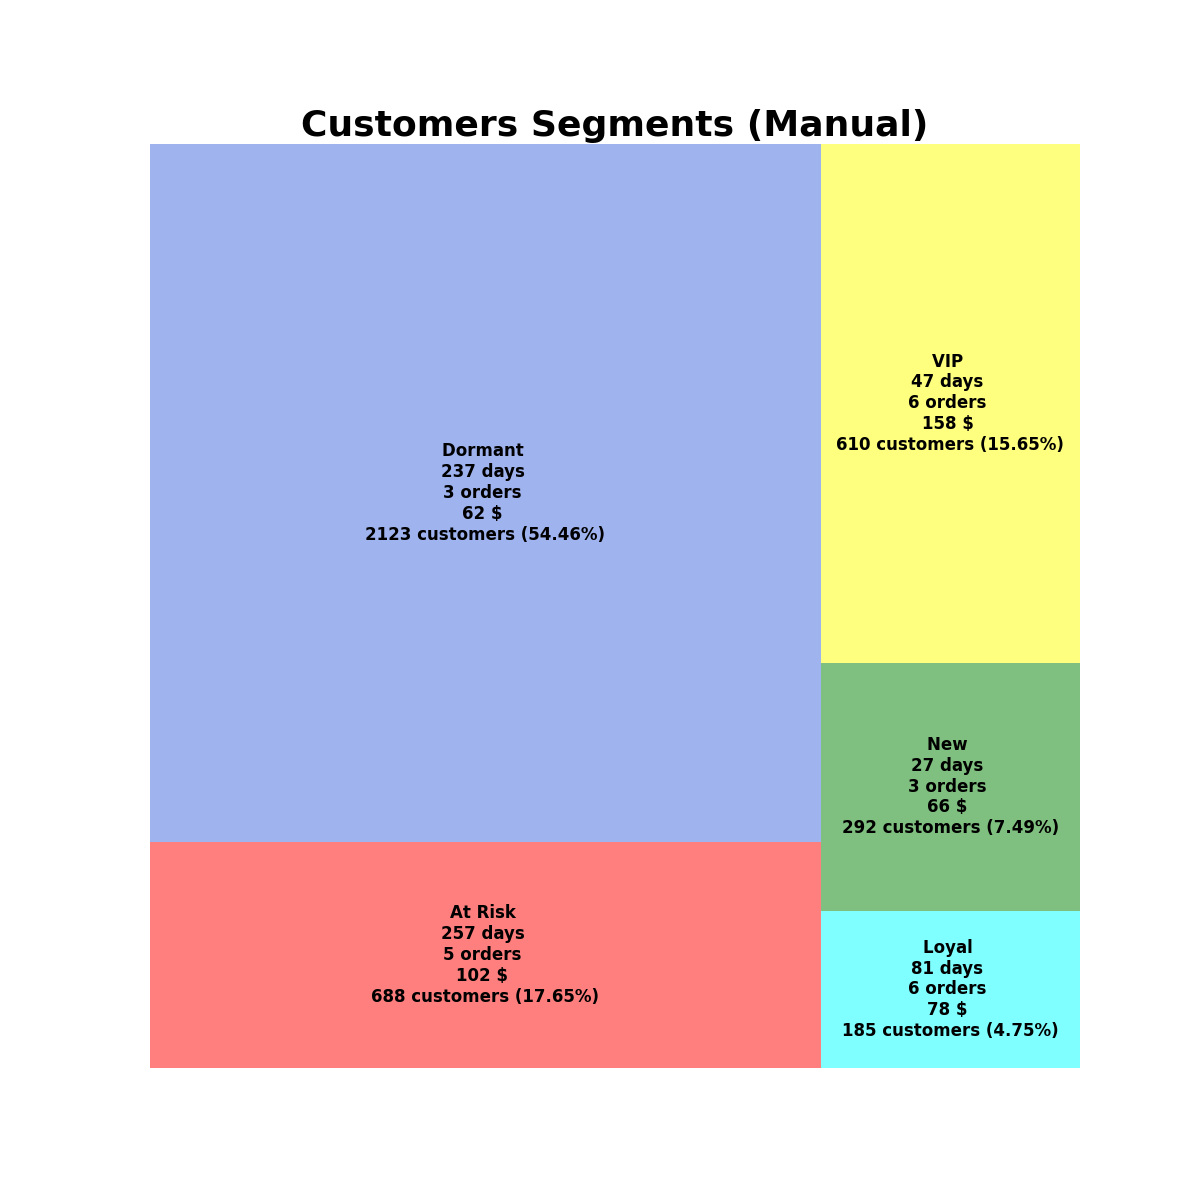 Customers Segments (Manual)
Dormant
237 days
3 orders
62 $
2123 customers (54.46%)
At Risk
257 days
5 orders
102 $
688 customers (17.65%)
VIP
47 days
6 orders
158 $
610 customers (15.65%)
New
27 days
3 orders
66 $
292 customers (7.49%)
Loyal
81 days
6 orders
78 $
185 customers (4.75%)